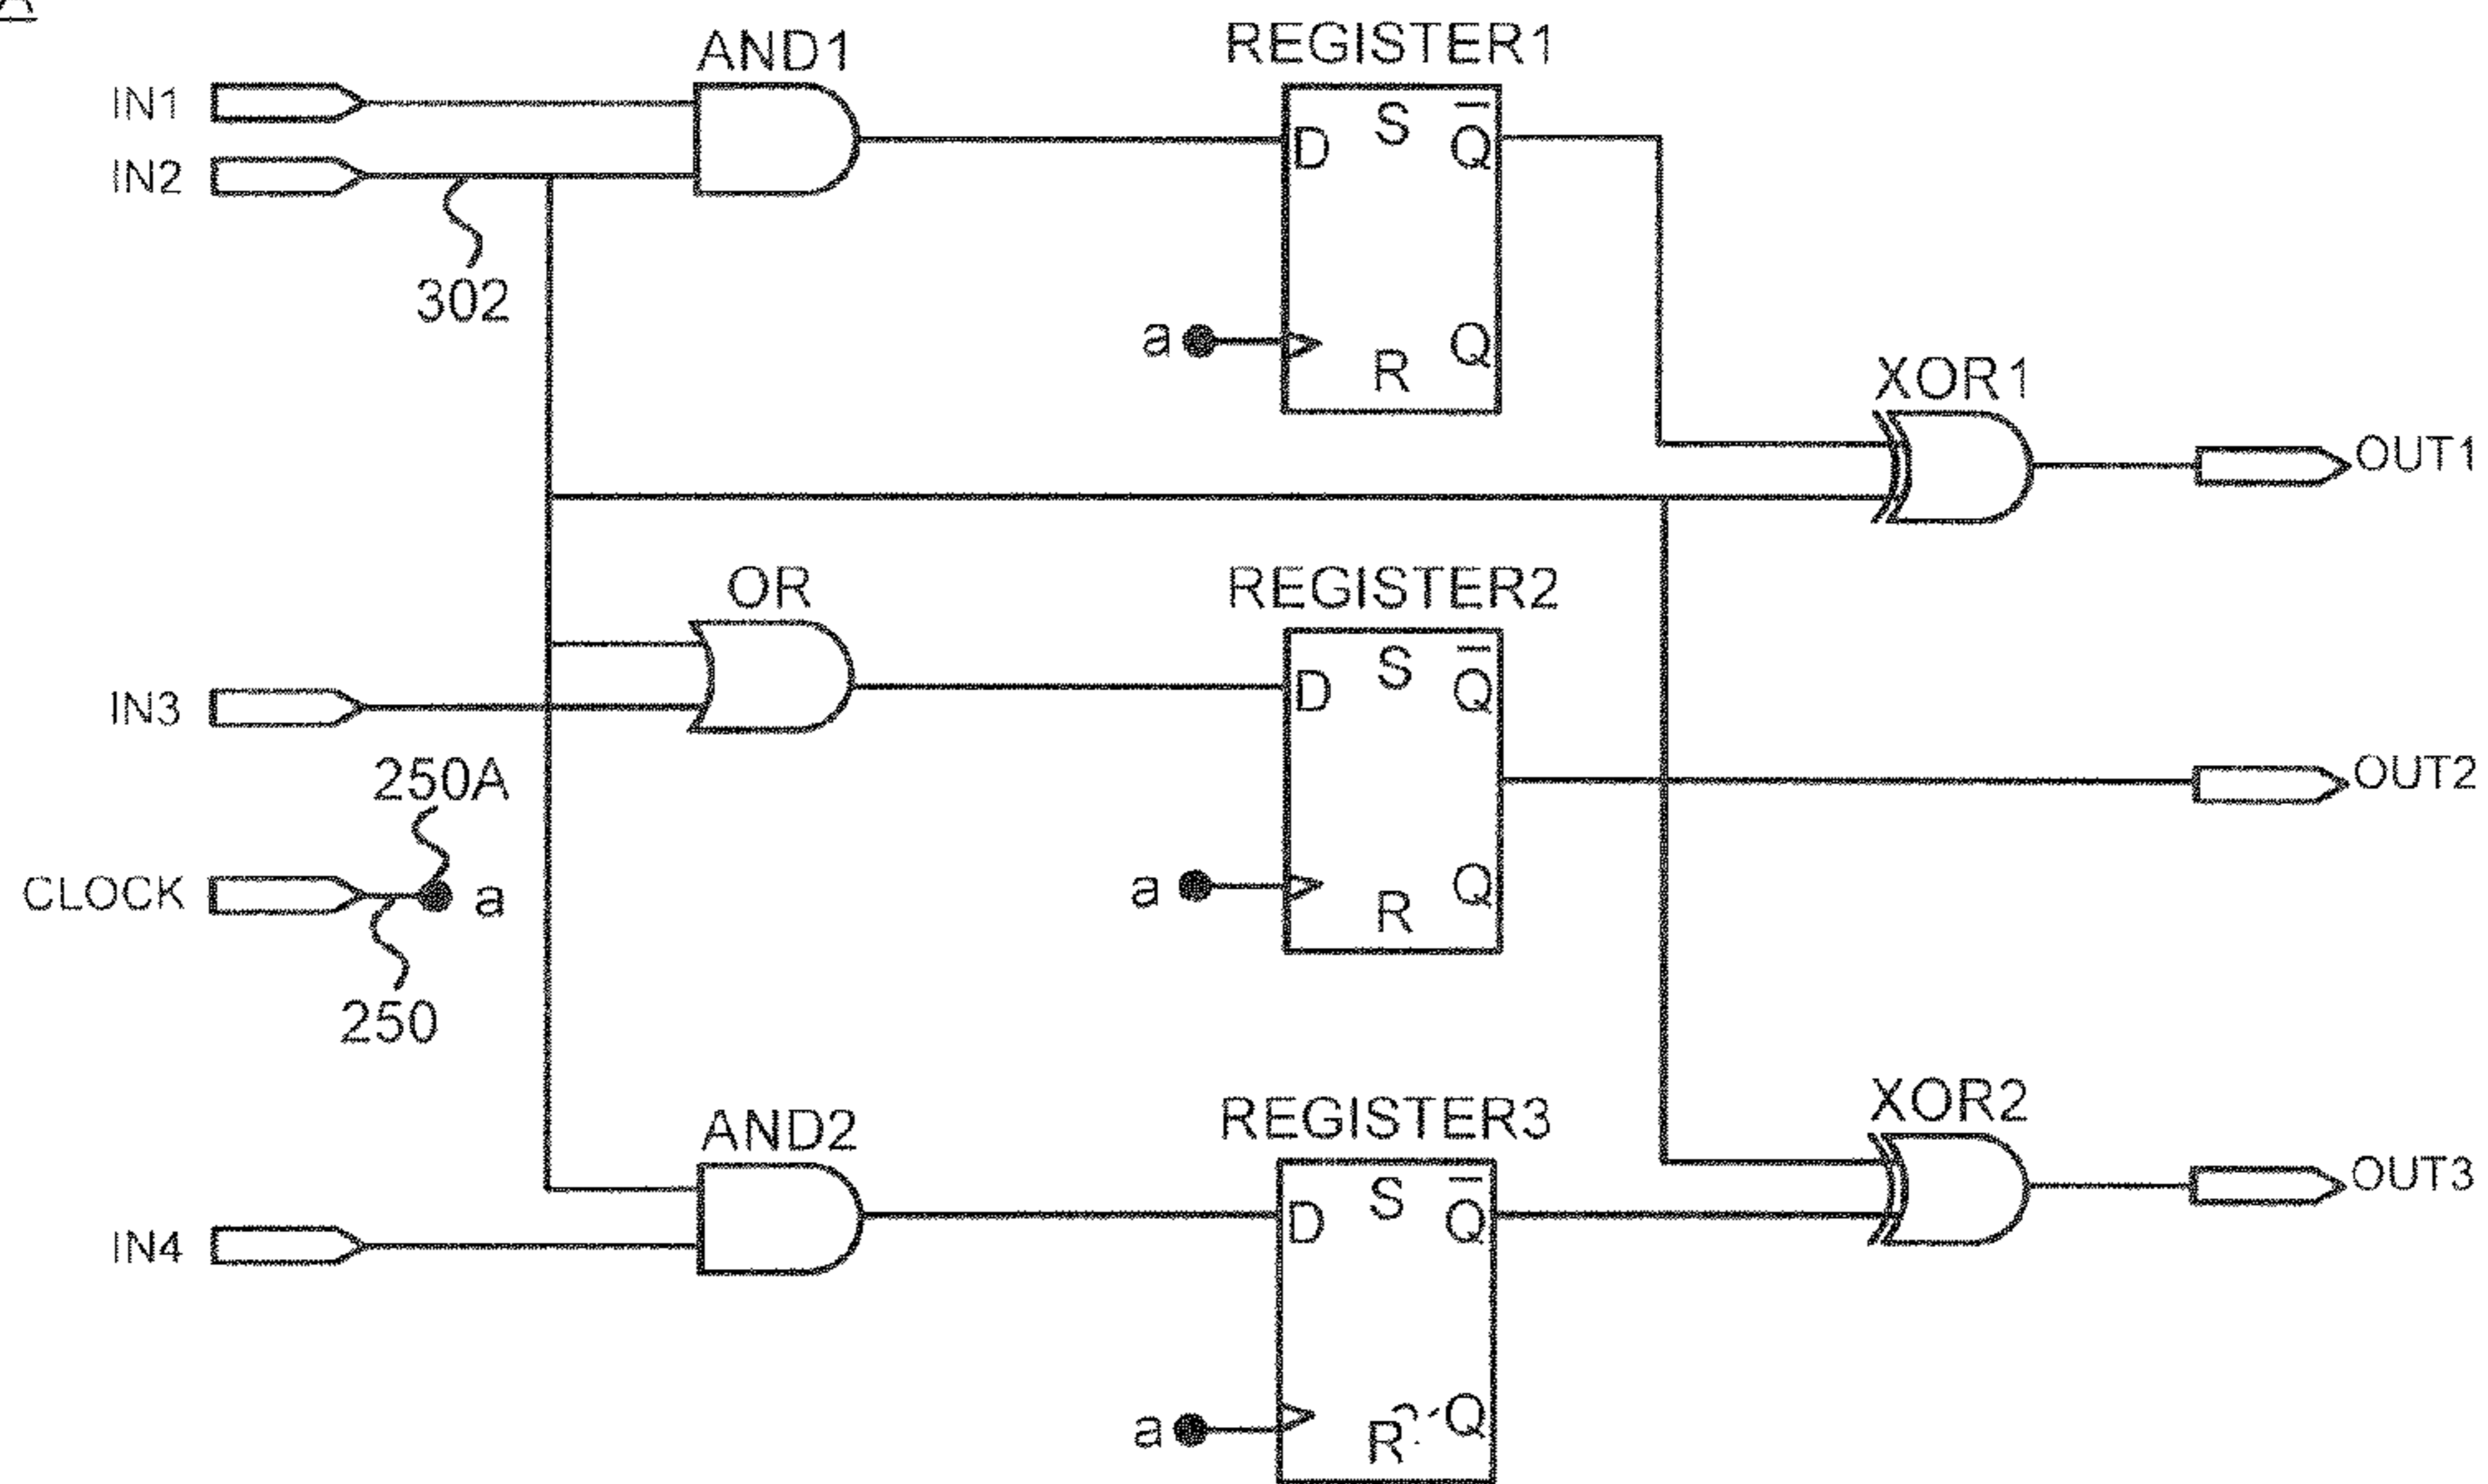 AND1
REGISTER1
IN1
D
S
Q̅
IN2
302
a
R
Q
XOR1
OUT1
OR
REGISTER2
D
S
Q̅
IN3
250A
OUT2
CLOCK
a
a
R
Q
250
AND2
REGISTER3
XOR2
D
S
Q̅
OUT3
IN4
a
R
Q